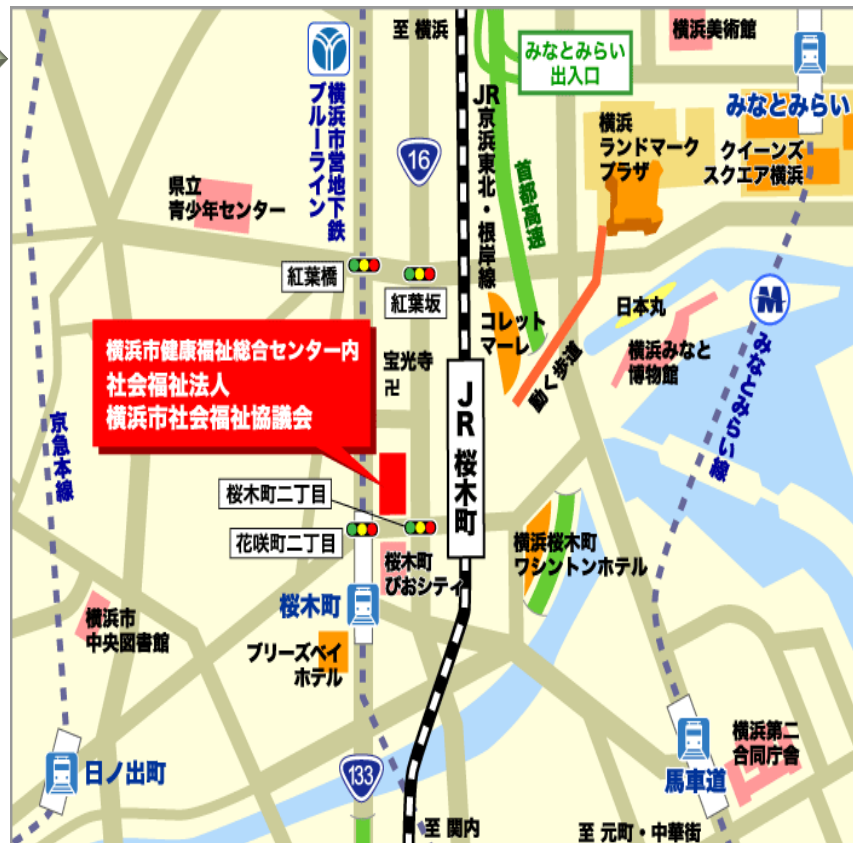 至 横浜
みなとみらい
出入口
横浜美術館
みなとみらい
横浜市営地下鉄
ブルーライン
16
JR京浜東北・根岸線
首都高速
横浜
ランドマーク
プラザ
クイーンズ
スクエア横浜
県立
青少年センター
紅葉橋
紅葉坂
コレット
マーレ
動く歩道
日本丸
横浜みなと
博物館
M
みなとみらい線
横浜市健康福祉総合センター内
社会福祉法人
横浜市社会福祉協議会
宝光寺
卍
JR 桜木町
京急本線
桜木町二丁目
花咲町二丁目
桜木町
ぴおシティ
横浜桜木町
ワシントンホテル
桜木町
横浜市
中央図書館
ブリーズベイ
ホテル
日ノ出町
133
馬車道
横浜第二
合同庁舎
至 関内
至 元町・中華街